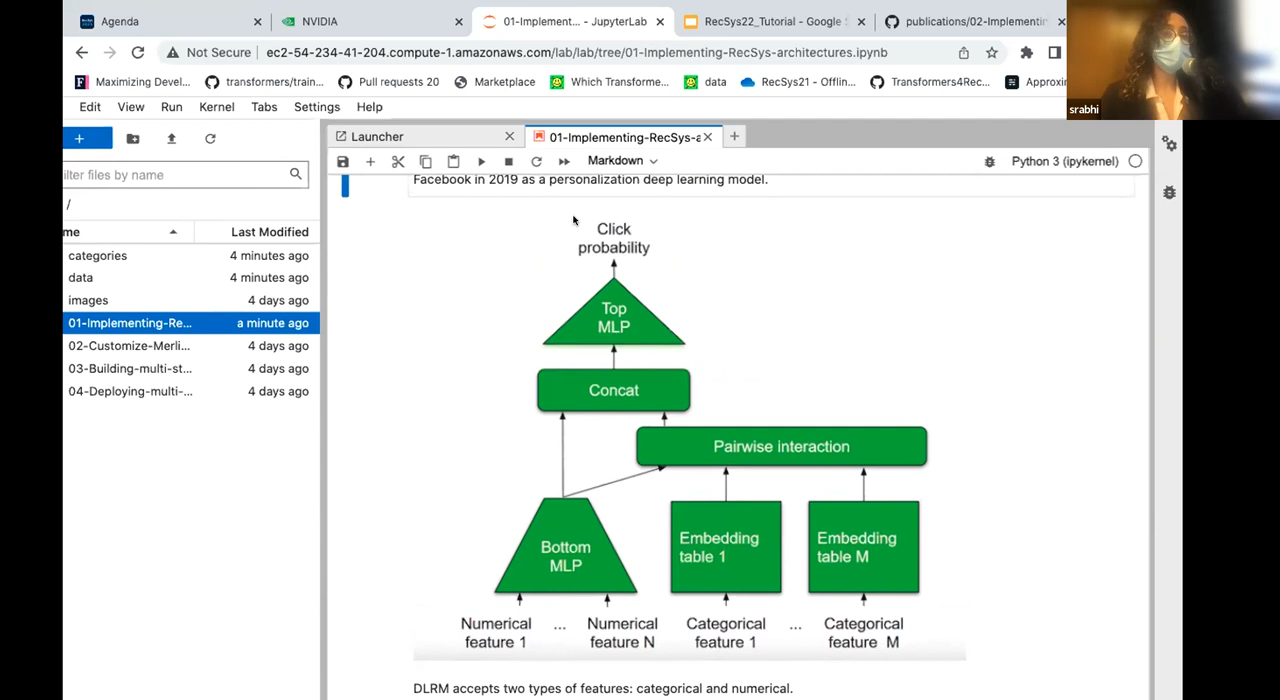 Agenda
NVIDIA
01-Implement... - JupyterLab
RecSys22_Tutorial - Google
publications/02-Implementin
Not Secure
ec2-54-234-41-204.compute-1.amazonaws.com/lab/lab/tree/01-Implementing-RecSys-architectures.ipynb
Maximizing Devel...
transformers/train...
Pull requests 20
Marketplace
Which Transforme...
data
RecSys21 - Offlin...
Transformers4Rec...
Approxi
srabhi
Edit View Run Kernel Tabs Settings Help
Launcher
01-Implementing-RecSys-a
Markdown
Python 3 (ipykernel)
ilter files by name
/
me
Last Modified
categories 4 minutes ago
data 4 minutes ago
images 4 days ago
01-Implementing-Re... a minute ago
02-Customize-Merli... 4 days ago
03-Building-multi-st... 4 days ago
04-Deploying-multi-... 4 days ago
Facebook in 2019 as a personalization deep learning model.
Click
probability
Top
MLP
Concat
Pairwise interaction
Bottom
MLP
Embedding
table 1
Embedding
table M
Numerical
feature 1
...
Numerical
feature N
Categorical
feature 1
...
Categorical
feature M
DLRM accepts two types of features: categorical and numerical.